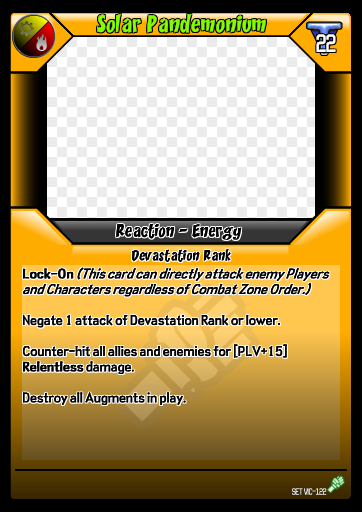 Solar Pandemonium
22
Reaction - Energy
Devastation Rank
Lock-On (This card can directly attack enemy Players
and Characters regardless of Combat Zone Order.)
Negate 1 attack of Devastation Rank or lower.
Counter-hit all allies and enemies for [PLV+15]
Relentless damage.
Destroy all Augments in play.
SET VIC-122